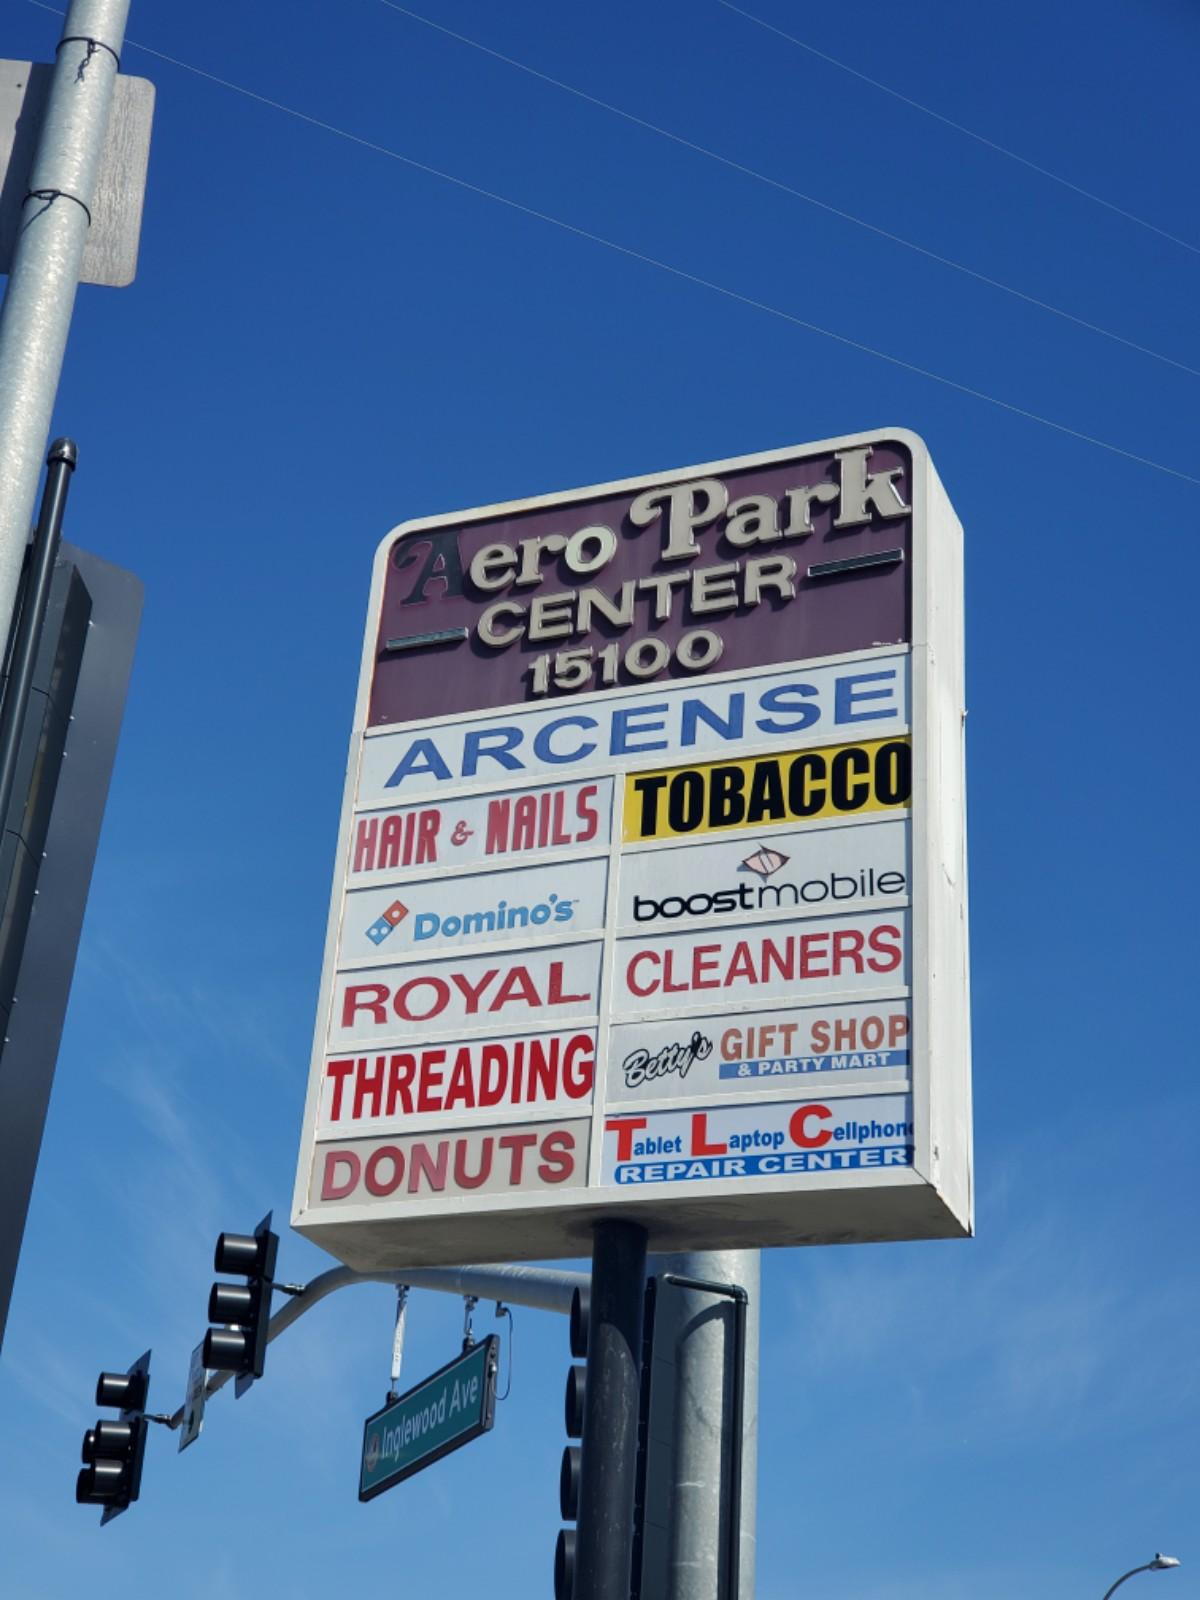 Aero Park
CENTER
15100
ARCENSE
HAIR & NAILS
TOBACCO
Domino's
boostmobile
ROYAL
CLEANERS
THREADING
Betty's GIFT SHOP
& PARTY MART
DONUTS
Tablet Laptop Cellphone
REPAIR CENTER
Inglewood Ave